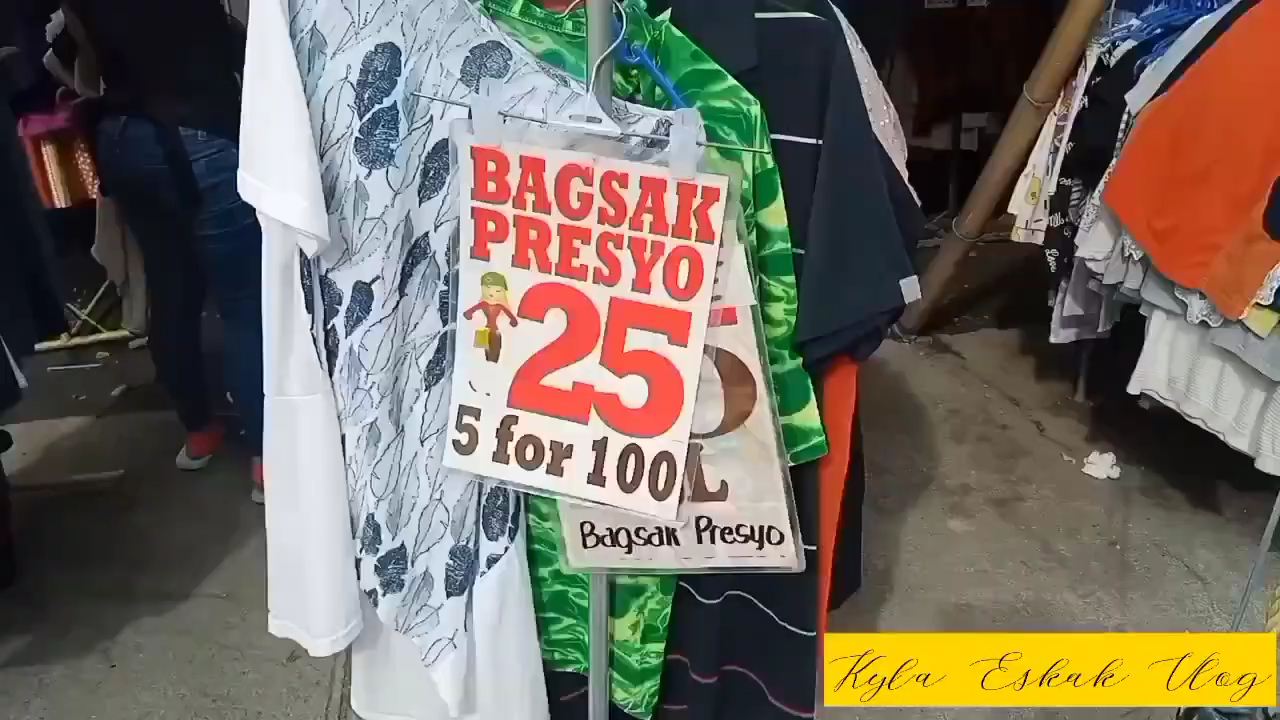 BAGSAK
PRESYO
25
5 for 100
L
Bagsak Presyo
Kyla Eskak Vlog